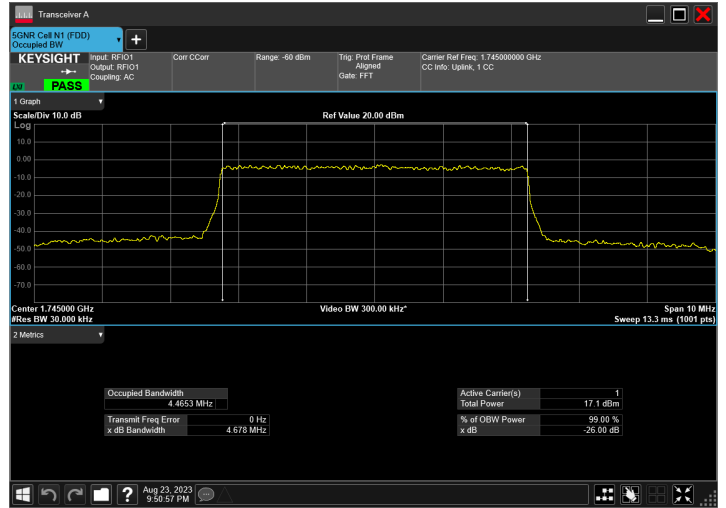 Transceiver A
5GNR Cell N1 (FDD)
Occupied BW
KEYSIGHT
PASS
Input: RFIO1
Output: RFIO1
Coupling: AC
Corr CCorr
Range: -60 dBm
Trig: Prot Frame
Aligned
Gate: FFT
Carrier Ref Freq: 1.745000000 GHz
CC Info: Uplink, 1 CC
1 Graph
Scale/Div 10.0 dB
Ref Value 20.00 dBm
Log
10.0
0.00
-10.0
-20.0
-30.0
-40.0
-50.0
-60.0
-70.0
Center 1.745000 GHz
Video BW 300.00 kHz*
Span 10 MHz
#Res BW 30.000 kHz
Sweep 13.3 ms (1001 pts)
2 Metrics
Occupied Bandwidth
4.4653 MHz
Transmit Freq Error 0 Hz
x dB Bandwidth 4.678 MHz
Active Carrier(s) 1
Total Power 17.1 dBm
% of OBW Power 99.00 %
x dB -26.00 dB
Aug 23, 2023
9:50:57 PM